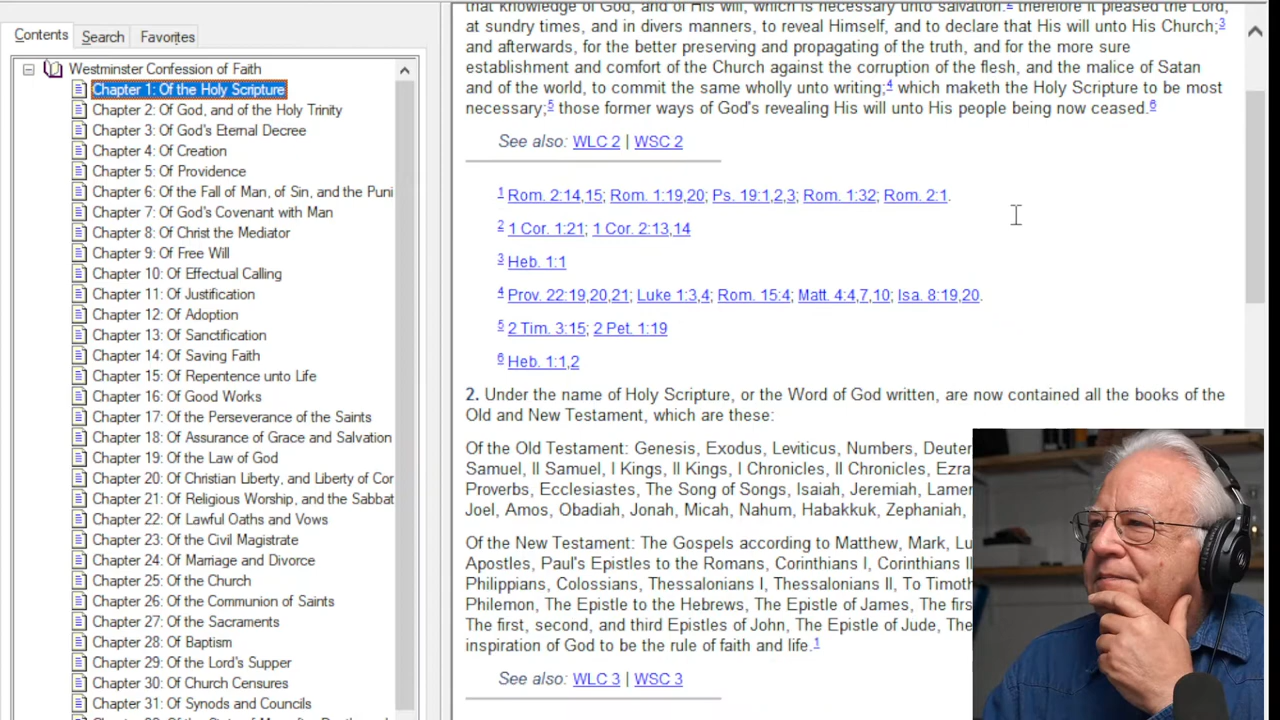 Contents
Search
Favorites
Westminster Confession of Faith
Chapter 1: Of the Holy Scripture
Chapter 2: Of God, and of the Holy Trinity
Chapter 3: Of God's Eternal Decree
Chapter 4: Of Creation
Chapter 5: Of Providence
Chapter 6: Of the Fall of Man, of Sin, and the Puni
Chapter 7: Of God's Covenant with Man
Chapter 8: Of Christ the Mediator
Chapter 9: Of Free Will
Chapter 10: Of Effectual Calling
Chapter 11: Of Justification
Chapter 12: Of Adoption
Chapter 13: Of Sanctification
Chapter 14: Of Saving Faith
Chapter 15: Of Repentence unto Life
Chapter 16: Of Good Works
Chapter 17: Of the Perseverance of the Saints
Chapter 18: Of Assurance of Grace and Salvation
Chapter 19: Of the Law of God
Chapter 20: Of Christian Liberty, and Liberty of Cor
Chapter 21: Of Religious Worship, and the Sabbat
Chapter 22: Of Lawful Oaths and Vows
Chapter 23: Of the Civil Magistrate
Chapter 24: Of Marriage and Divorce
Chapter 25: Of the Church
Chapter 26: Of the Communion of Saints
Chapter 27: Of the Sacraments
Chapter 28: Of Baptism
Chapter 29: Of the Lord's Supper
Chapter 30: Of Church Censures
Chapter 31: Of Synods and Councils
that knowledge of God, and of His will, which is necessary unto salvation.2 therefore it pleased the Lord,
at sundry times, and in divers manners, to reveal Himself, and to declare that His will unto His Church;3
and afterwards, for the better preserving and propagating of the truth, and for the more sure
establishment and comfort of the Church against the corruption of the flesh, and the malice of Satan
and of the world, to commit the same wholly unto writing;4 which maketh the Holy Scripture to be most
necessary;5 those former ways of God's revealing His will unto His people being now ceased.6
See also: WLC 2 | WSC 2
1 Rom. 2:14,15; Rom. 1:19,20; Ps. 19:1,2,3; Rom. 1:32; Rom. 2:1.
2 1 Cor. 1:21; 1 Cor. 2:13,14
3 Heb. 1:1
4 Prov. 22:19,20,21; Luke 1:3,4; Rom. 15:4; Matt. 4:4,7,10; Isa. 8:19,20.
5 2 Tim. 3:15; 2 Pet. 1:19
6 Heb. 1:1,2
2. Under the name of Holy Scripture, or the Word of God written, are now contained all the books of the
Old and New Testament, which are these:
Of the Old Testament: Genesis, Exodus, Leviticus, Numbers, Deuter
Samuel, II Samuel, I Kings, II Kings, I Chronicles, II Chronicles, Ezra
Proverbs, Ecclesiastes, The Song of Songs, Isaiah, Jeremiah, Lamer
Joel, Amos, Obadiah, Jonah, Micah, Nahum, Habakkuk, Zephaniah,
Of the New Testament: The Gospels according to Matthew, Mark, Lu
Apostles, Paul's Epistles to the Romans, Corinthians I, Corinthians II
Philippians, Colossians, Thessalonians I, Thessalonians II, To Timoth
Philemon, The Epistle to the Hebrews, The Epistle of James, The firs
The first, second, and third Epistles of John, The Epistle of Jude, The
inspiration of God to be the rule of faith and life.1
See also: WLC 3 | WSC 3